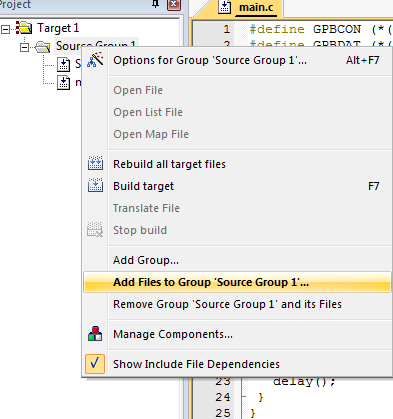 Project
main.c
Target 1
Source Group 1
1 #define GPBCON (*(
2 #define GPBDAT (*(
Options for Group 'Source Group 1'... Alt+F7
Open File
Open List File
Open Map File
Rebuild all target files
Build target F7
Translate File
Stop build
Add Group...
Add Files to Group 'Source Group 1'...
Remove Group 'Source Group 1' and its Files
Manage Components...
Show Include File Dependencies
23 delay();
24 }
25 }